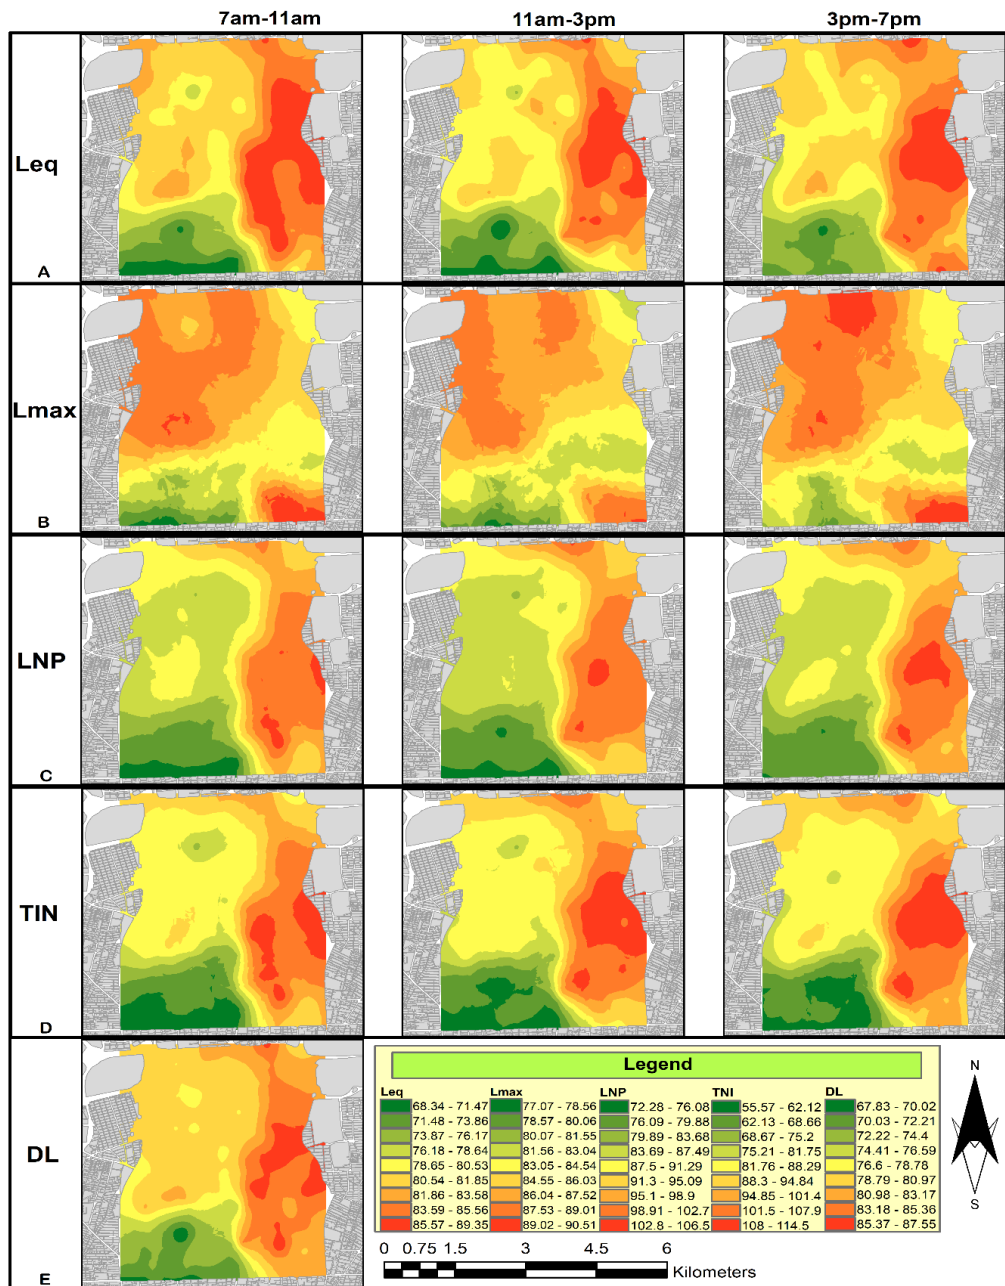 7am-11am 11am-3pm 3pm-7pm
Leq
A
Lmax
B
LNP
C
TIN
D
DL
E
Legend
Leq Lmax LNP TNI DL
68.34 - 71.47 77.07 - 78.56 72.28 - 76.08 55.57 - 62.12 67.83 - 70.02
71.48 - 73.86 78.57 - 80.06 76.09 - 79.88 62.13 - 68.66 70.03 - 72.21
73.87 - 76.17 80.07 - 81.55 79.89 - 83.68 68.67 - 75.2 72.22 - 74.4
76.18 - 78.64 81.56 - 83.04 83.69 - 87.49 75.21 - 81.75 74.41 - 76.59
78.65 - 80.53 83.05 - 84.54 87.5 - 91.29 81.76 - 88.29 76.6 - 78.78
80.54 - 81.85 84.55 - 86.03 91.3 - 95.09 88.3 - 94.84 78.79 - 80.97
81.86 - 83.58 86.04 - 87.52 95.1 - 98.9 94.85 - 101.4 80.98 - 83.17
83.59 - 85.56 87.53 - 89.01 98.91 - 102.7 101.5 - 107.9 83.18 - 85.36
85.57 - 89.35 89.02 - 90.51 102.8 - 106.5 108 - 114.5 85.37 - 87.55
N
S
0 0.75 1.5 3 4.5 6
Kilometers